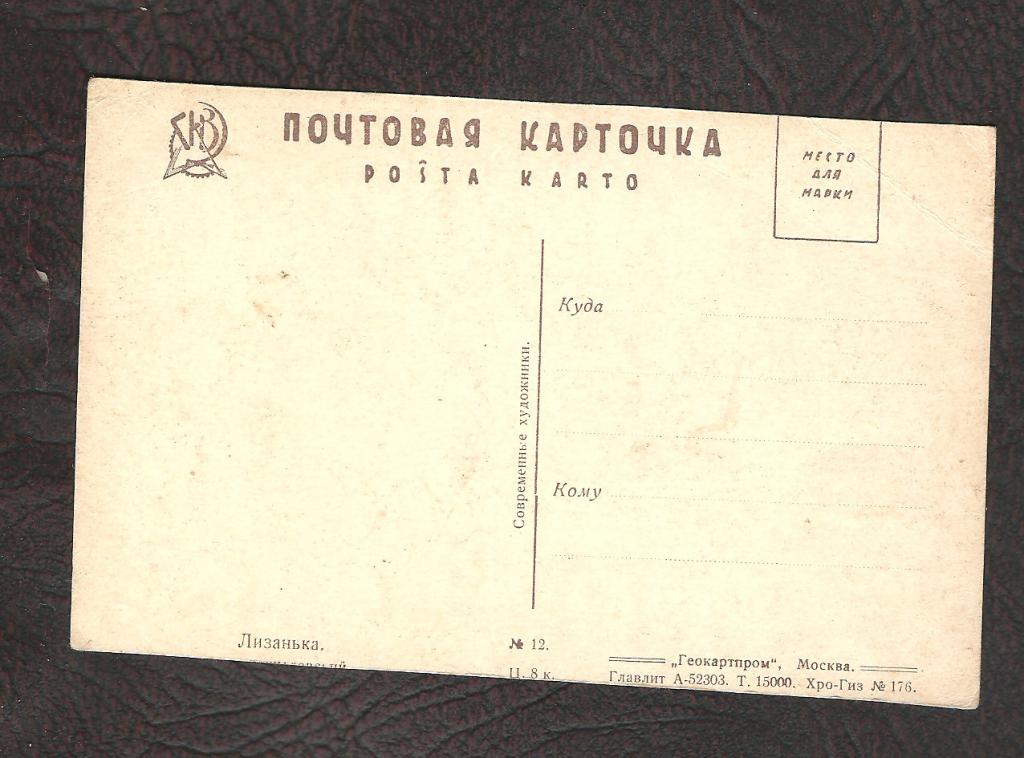 ПОЧТОВАЯ КАРТОЧКА
POŜTA KARTO
МЕСТО
ДЛЯ
МАРКИ
Куда
Современные художники.
Кому
Лизанька.
№ 12.
Ц. 8 к.
„Геокартпром“, Москва.
Главлит А-52303. Т. 15000. Хро-Гиз № 176.